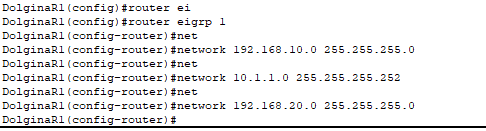 DolginaR1(config)#router ei
DolginaR1(config)#router eigrp 1
DolginaR1(config-router)#net
DolginaR1(config-router)#network 192.168.10.0 255.255.255.0
DolginaR1(config-router)#net
DolginaR1(config-router)#network 10.1.1.0 255.255.255.252
DolginaR1(config-router)#net
DolginaR1(config-router)#network 192.168.20.0 255.255.255.0
DolginaR1(config-router)#